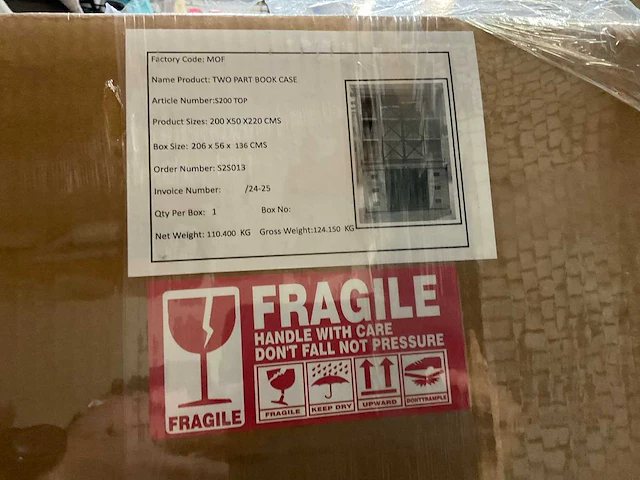 Factory Code: MOF
Name Product: TWO PART BOOK CASE
Article Number:S200 TOP
Product Sizes: 200 X50 X220 CMS
Box Size: 206 x 56 x 136 CMS
Order Number: S25013
Invoice Number: /24-25
Qty Per Box: 1 Box No:
Net Weight: 110.400 KG Gross Weight:124.150 KG
FRAGILE
HANDLE WITH CARE
DON'T FALL NOT PRESSURE
FRAGILE
FRAGILE
KEEP DRY
UPWARD
DON'TTRAMPLE